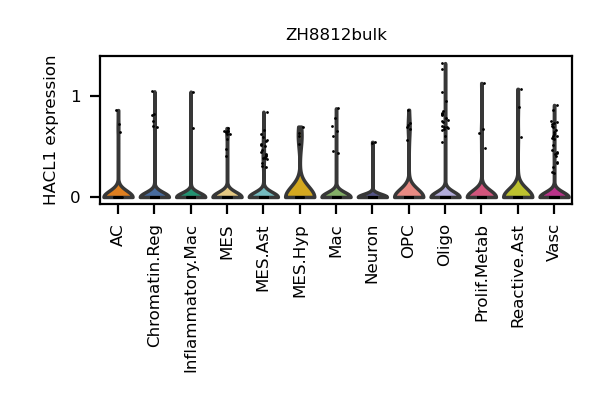 ZH8812bulk
HACL1 expression
1
0
AC
Chromatin.Reg
Inflammatory.Mac
MES
MES.Ast
MES.Hyp
Mac
Neuron
OPC
Oligo
Prolif.Metab
Reactive.Ast
Vasc